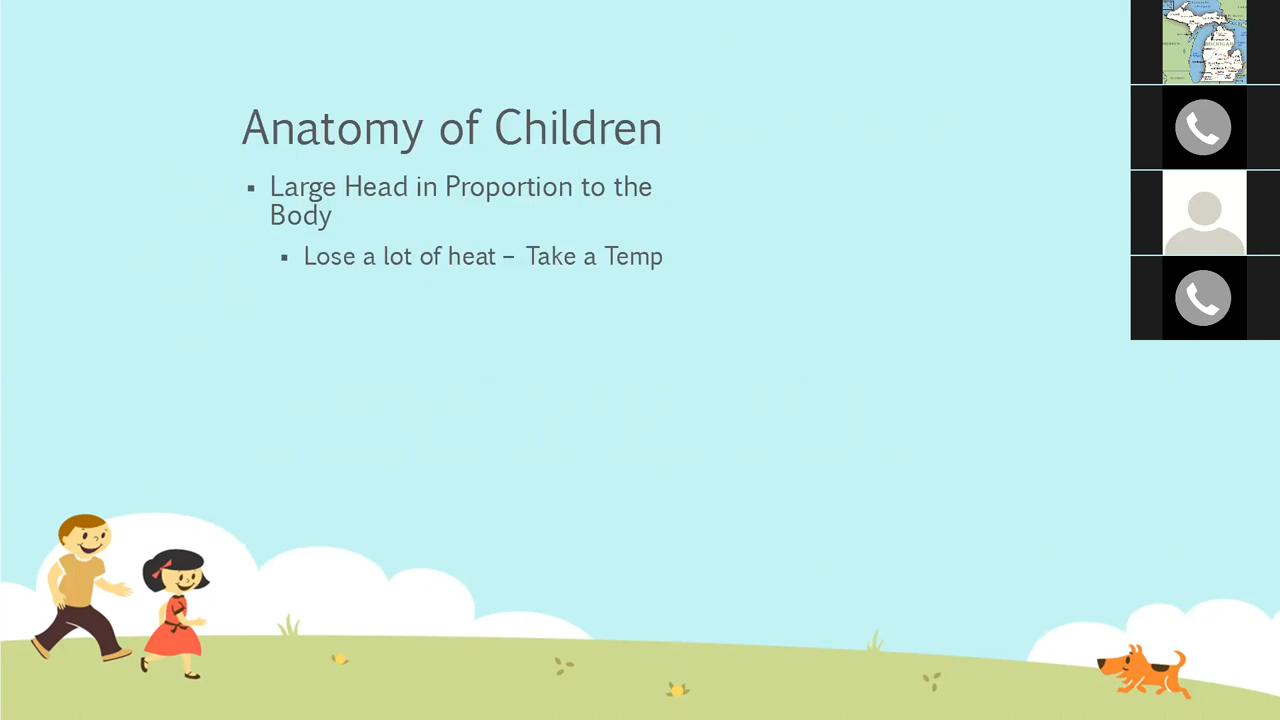 Anatomy of Children
▪ Large Head in Proportion to the
Body
▪ Lose a lot of heat – Take a Temp